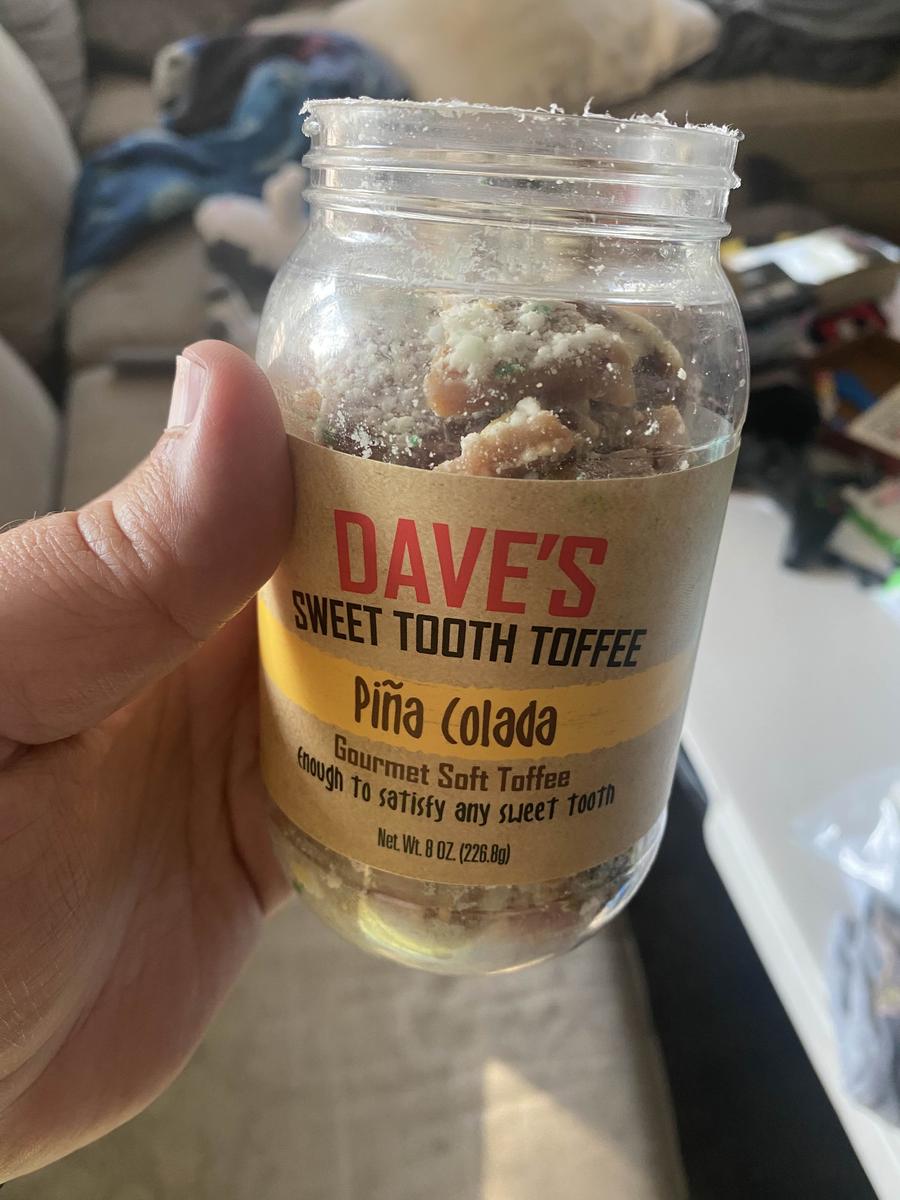 DAVE'S
SWEET TOOTH TOFFEE
Piña Colada
Gourmet Soft Toffee
Enough to satisfy any sweet tooth
Net. Wt. 8 OZ. (226.8g)